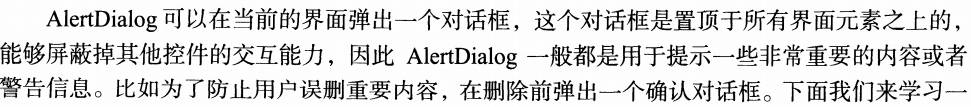 AlertDialog 可以在当前的界面弹出一个对话框，这个对话框是置顶于所有界面元素之上的，
能够屏蔽掉其他控件的交互能力，因此 AlertDialog 一般都是用于提示一些非常重要的内容或者
警告信息。比如为了防止用户误删重要内容，在删除前弹出一个确认对话框。下面我们来学习一